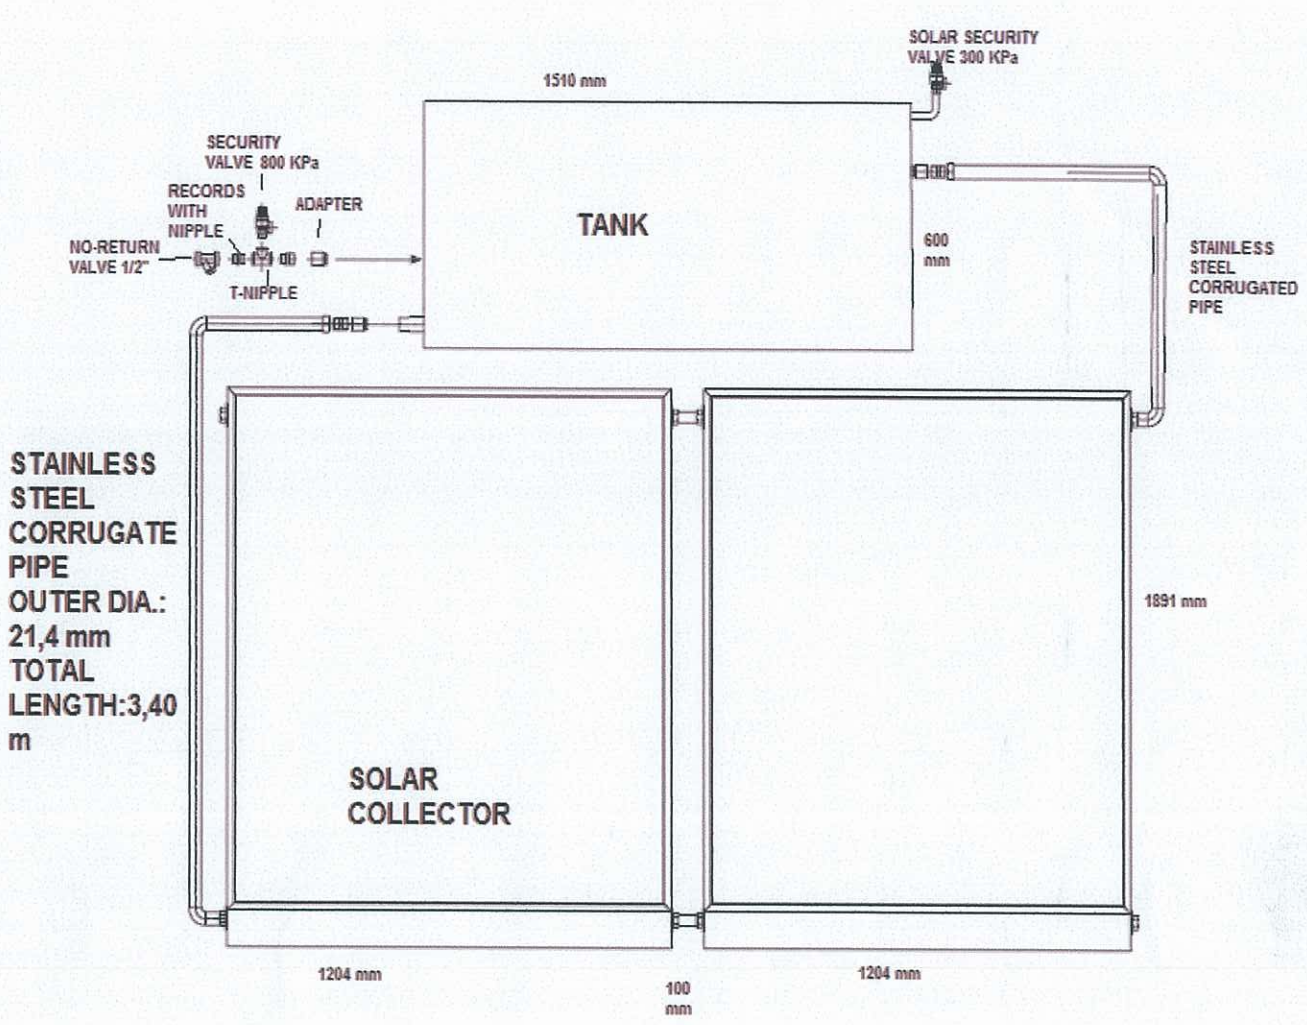 SOLAR SECURITY
VALVE 300 KPa
1510 mm
SECURITY
VALVE 800 KPa
RECORDS
WITH
NIPPLE
ADAPTER
NO-RETURN
VALVE 1/2"
T-NIPPLE
TANK
600
mm
STAINLESS
STEEL
CORRUGATED
PIPE
STAINLESS
STEEL
CORRUGATE
PIPE
OUTER DIA.:
21,4 mm
TOTAL
LENGTH:3,40
m
1891 mm
SOLAR
COLLECTOR
1204 mm
100
mm
1204 mm